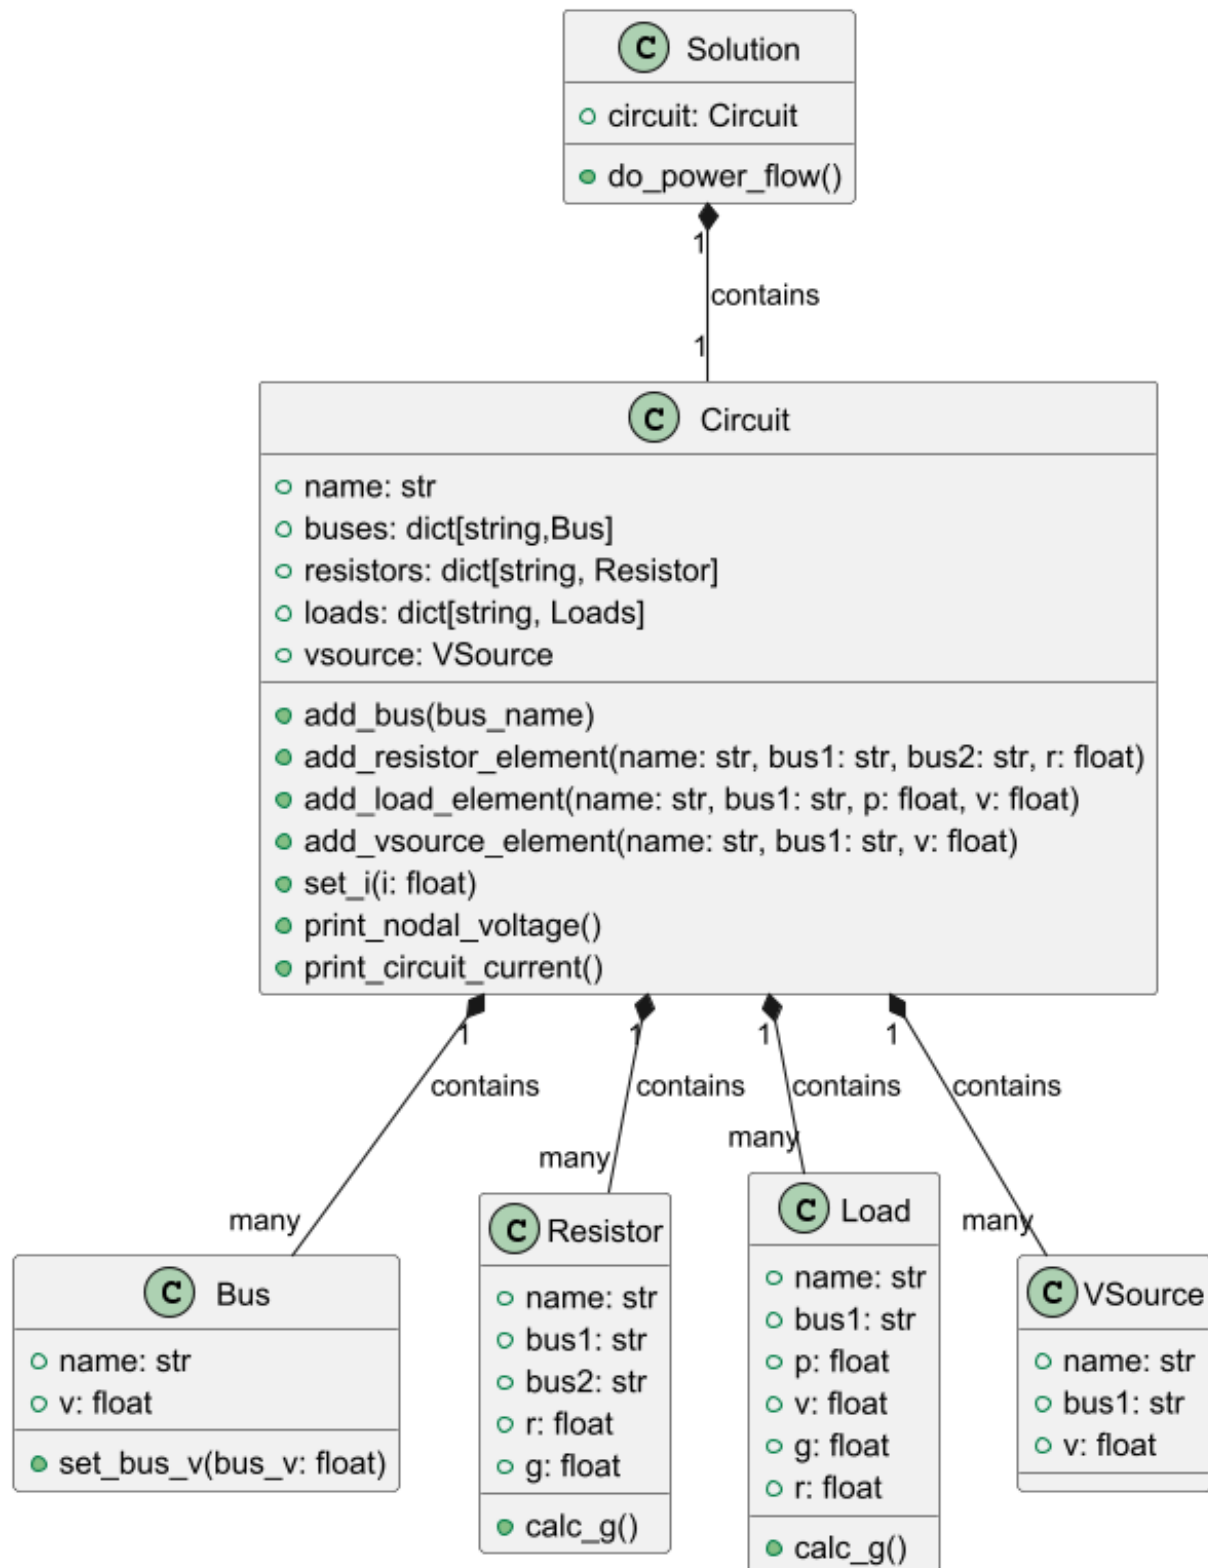 C Solution
circuit: Circuit
do_power_flow()
1
contains
1
C Circuit
name: str
buses: dict[string,Bus]
resistors: dict[string, Resistor]
loads: dict[string, Loads]
vsource: VSource
add_bus(bus_name)
add_resistor_element(name: str, bus1: str, bus2: str, r: float)
add_load_element(name: str, bus1: str, p: float, v: float)
add_vsource_element(name: str, bus1: str, v: float)
set_i(i: float)
print_nodal_voltage()
print_circuit_current()
1 1 1 1
contains contains contains contains
many many many many
C Bus
name: str
v: float
set_bus_v(bus_v: float)
C Resistor
name: str
bus1: str
bus2: str
r: float
g: float
calc_g()
C Load
name: str
bus1: str
p: float
v: float
g: float
r: float
calc_g()
C VSource
name: str
bus1: str
v: float